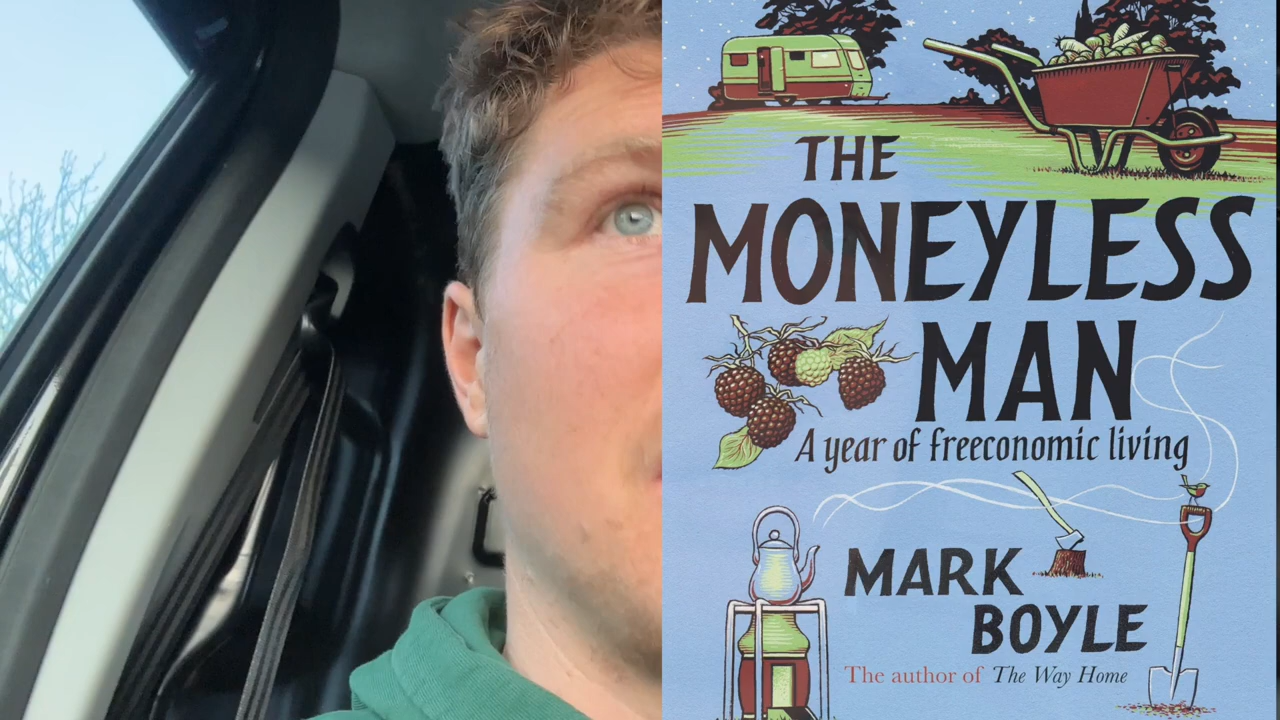 THE
MONEYLESS
MAN
A year of freeconomic living
MARK
BOYLE
The author of The Way Home